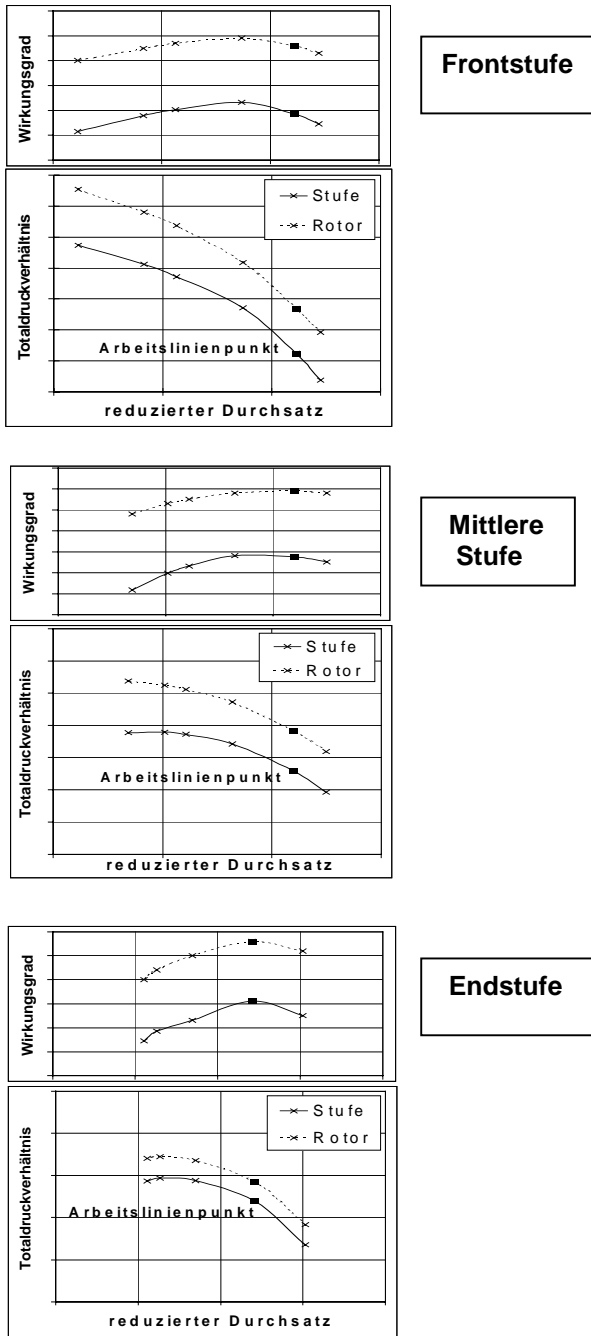 Wirkungsgrad
Frontstufe
Totaldruckverhältnis
Stufe
Rotor
Arbeitslinienpunkt
reduzierter Durchsatz
Wirkungsgrad
Mittlere
Stufe
Totaldruckverhältnis
Stufe
Rotor
Arbeitslinienpunkt
reduzierter Durchsatz
Wirkungsgrad
Endstufe
Totaldruckverhältnis
Stufe
Rotor
Arbeitslinienpunkt
reduzierter Durchsatz